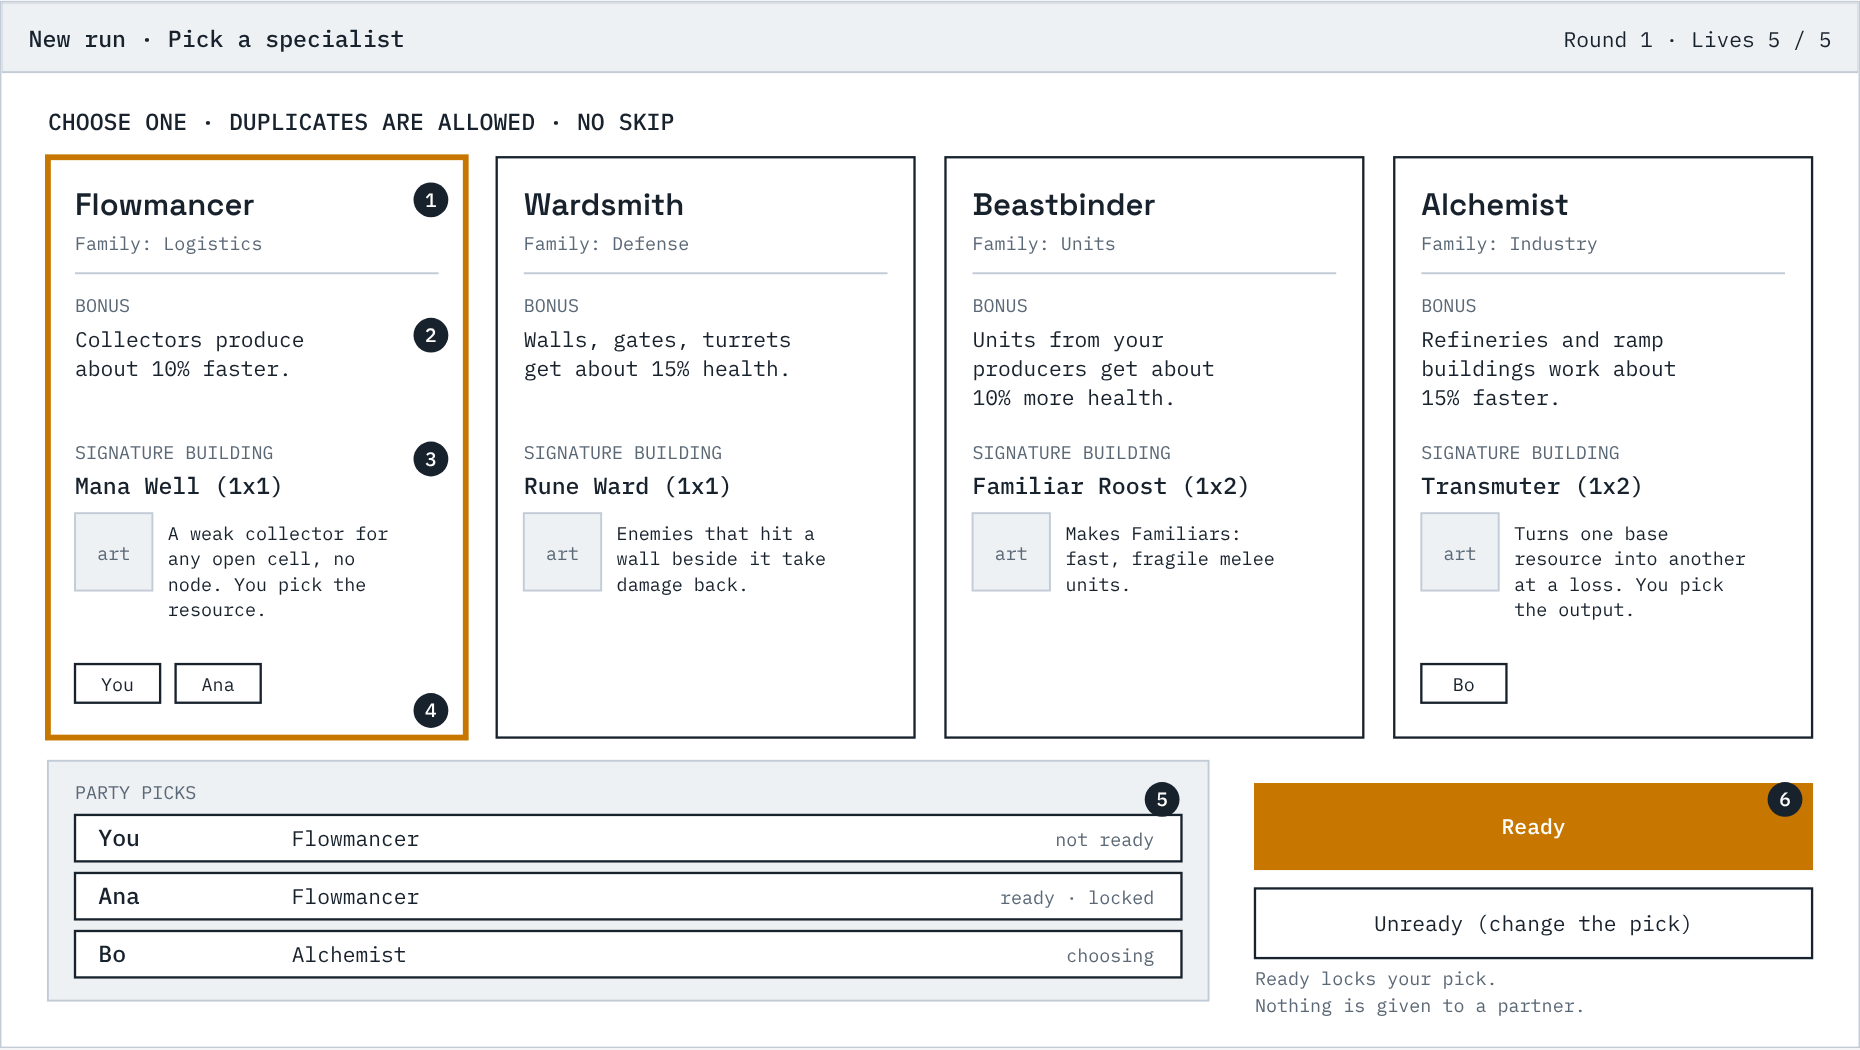 New run · Pick a specialist
Round 1 · Lives 5 / 5
CHOOSE ONE · DUPLICATES ARE ALLOWED · NO SKIP
Flowmancer
1
Family: Logistics
BONUS
Collectors produce
about 10% faster.
2
SIGNATURE BUILDING
3
Mana Well (1x1)
art
A weak collector for
any open cell, no
node. You pick the
resource.
You
Ana
4
Wardsmith
Family: Defense
BONUS
Walls, gates, turrets
get about 15% health.
SIGNATURE BUILDING
Rune Ward (1x1)
art
Enemies that hit a
wall beside it take
damage back.
Beastbinder
Family: Units
BONUS
Units from your
producers get about
10% more health.
SIGNATURE BUILDING
Familiar Roost (1x2)
art
Makes Familiars:
fast, fragile melee
units.
Alchemist
Family: Industry
BONUS
Refineries and ramp
buildings work about
15% faster.
SIGNATURE BUILDING
Transmuter (1x2)
art
Turns one base
resource into another
at a loss. You pick
the output.
Bo
PARTY PICKS
5
You Flowmancer not ready
Ana Flowmancer ready · locked
Bo Alchemist choosing
6
Ready
Unready (change the pick)
Ready locks your pick.
Nothing is given to a partner.